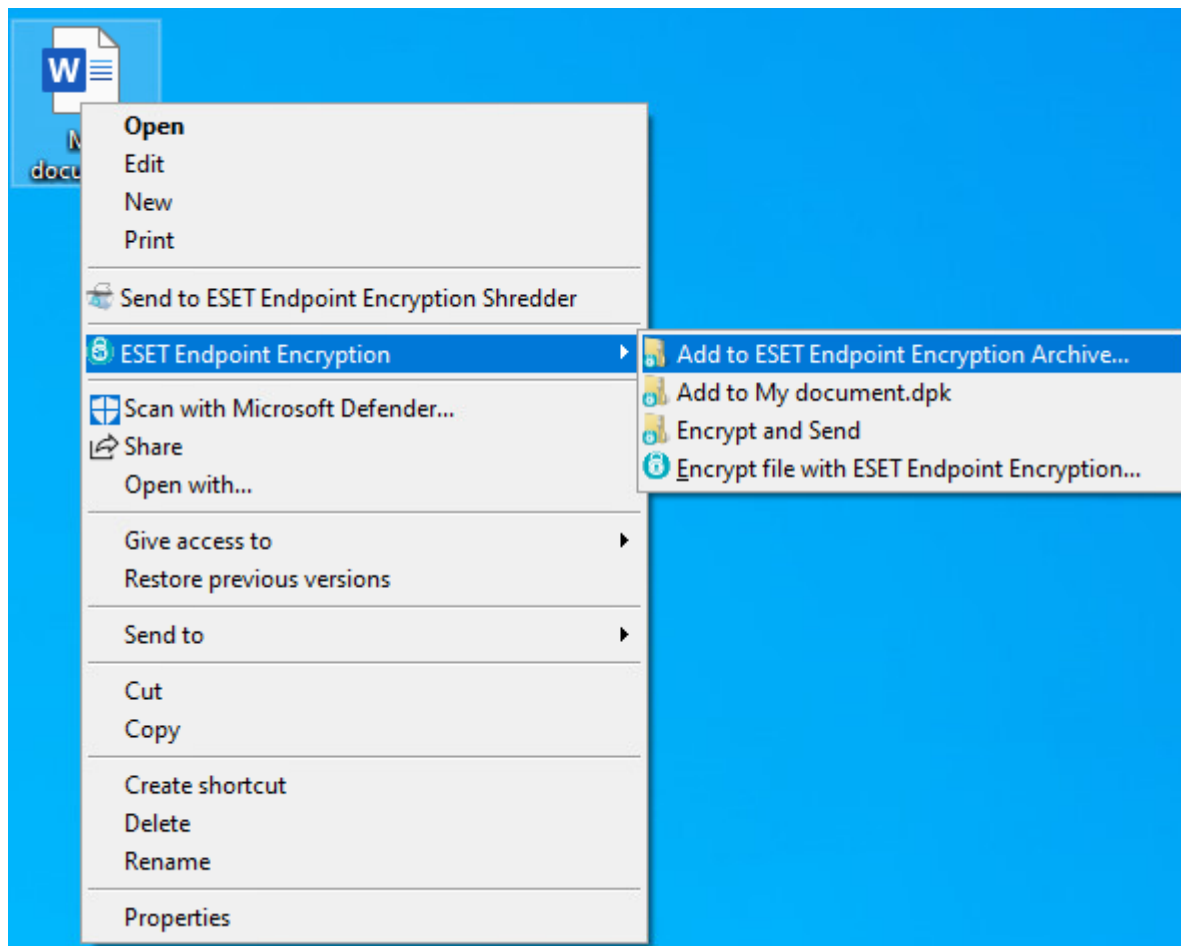 W
docu
Open
Edit
New
Print
Send to ESET Endpoint Encryption Shredder
ESET Endpoint Encryption
Add to ESET Endpoint Encryption Archive...
Add to My document.dpk
Encrypt and Send
Encrypt file with ESET Endpoint Encryption...
Scan with Microsoft Defender...
Share
Open with...
Give access to
Restore previous versions
Send to
Cut
Copy
Create shortcut
Delete
Rename
Properties